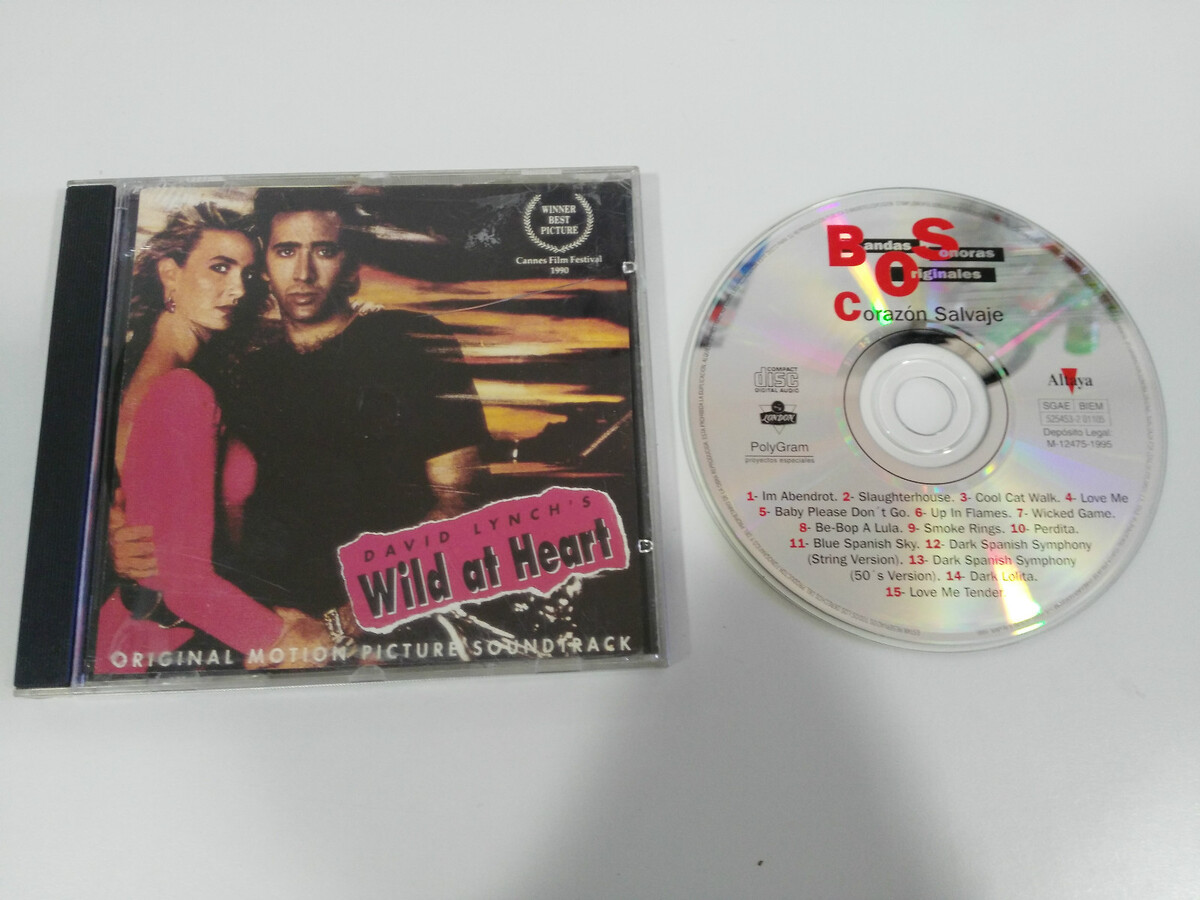 WINNER
BEST
PICTURE
Cannes Film Festival
1990
DAVID LYNCH'S
Wild at Heart
ORIGINAL MOTION PICTURE SOUNDTRACK
Bandas Sonoras
Originales
Corazón Salvaje
COMPACT
disc
DIGITAL AUDIO
LONDON
PolyGram
proyectos especiales
Altaya
SGAE BIEM
525453-2 01105
Depósito Legal:
M-12475-1995
1- Im Abendrot. 2- Slaughterhouse. 3- Cool Cat Walk. 4- Love Me
5- Baby Please Don´t Go. 6- Up In Flames. 7- Wicked Game.
8- Be-Bop A Lula. 9- Smoke Rings. 10- Perdita.
11- Blue Spanish Sky. 12- Dark Spanish Symphony
(String Version). 13- Dark Spanish Symphony
(50´s Version). 14- Dark Lolita.
15- Love Me Tender